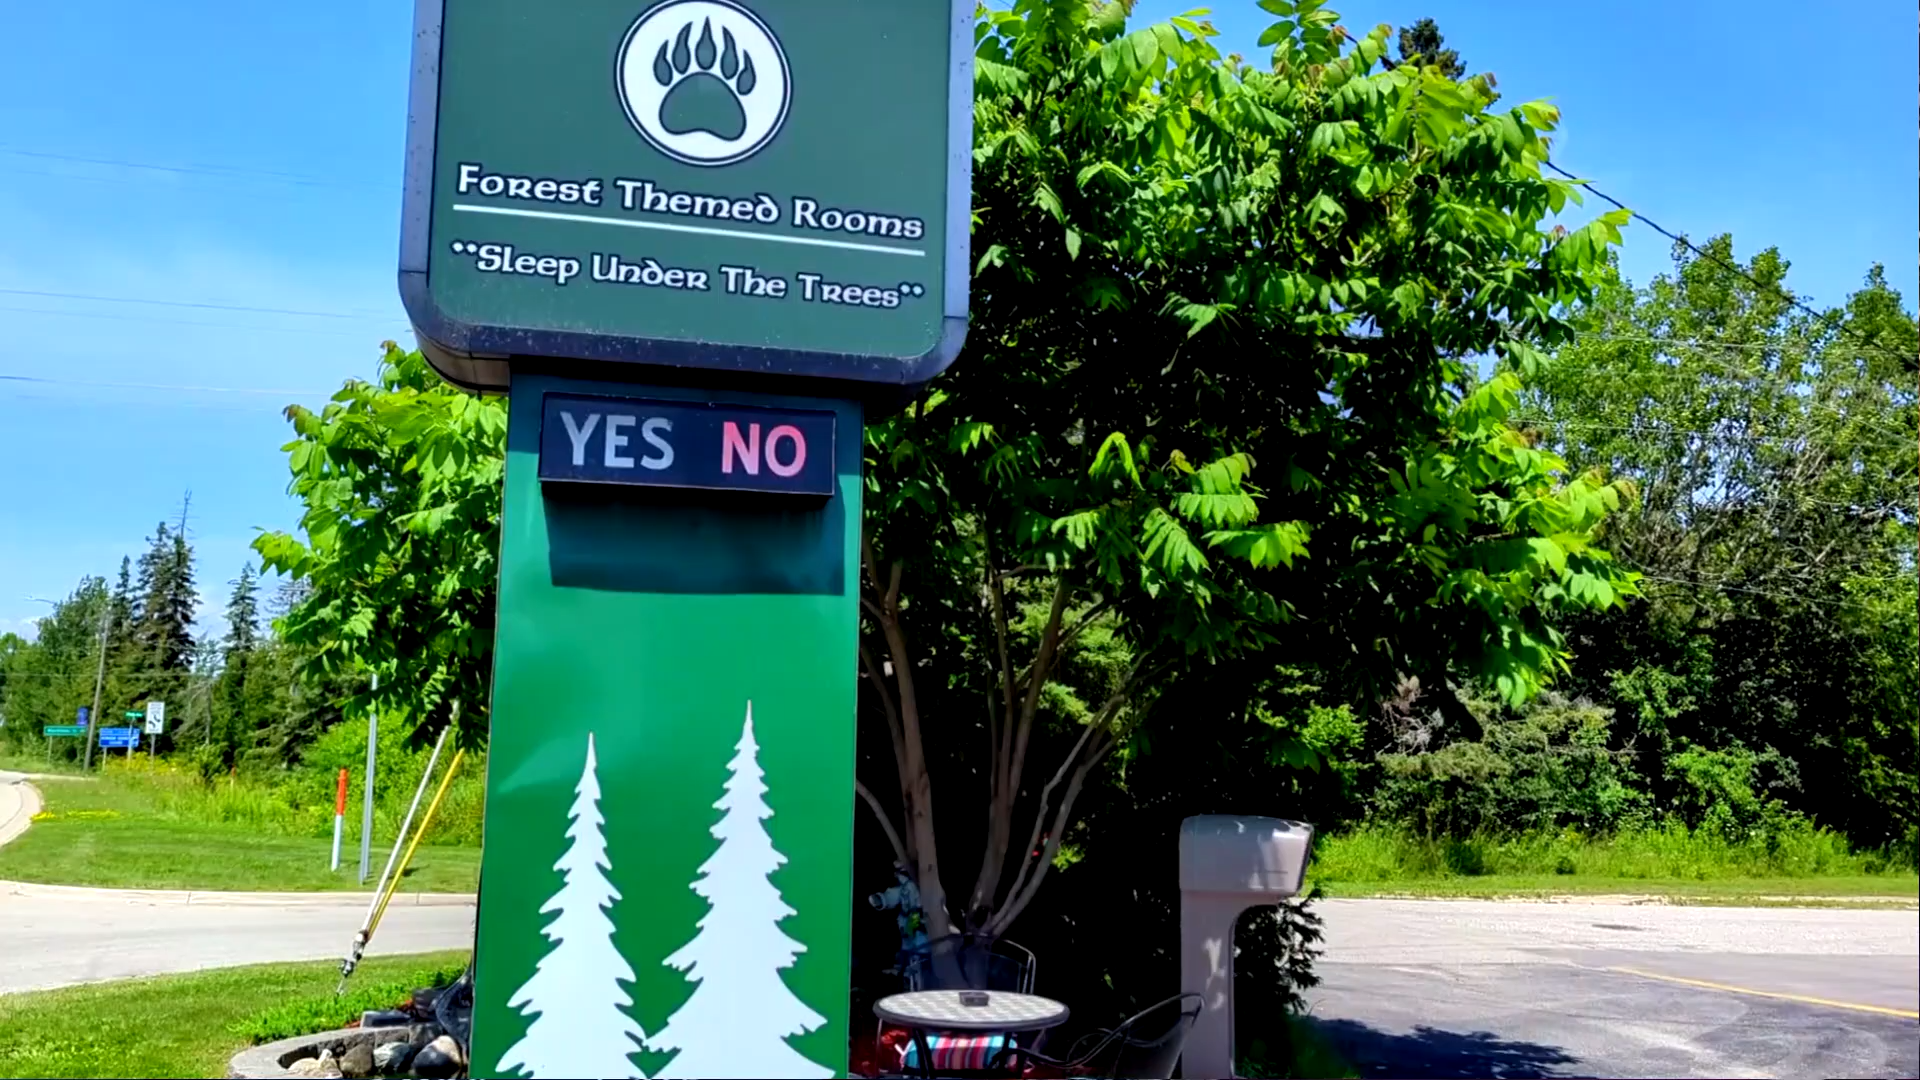 Forest Themed Rooms
**Sleep Under The Trees**
YES NO